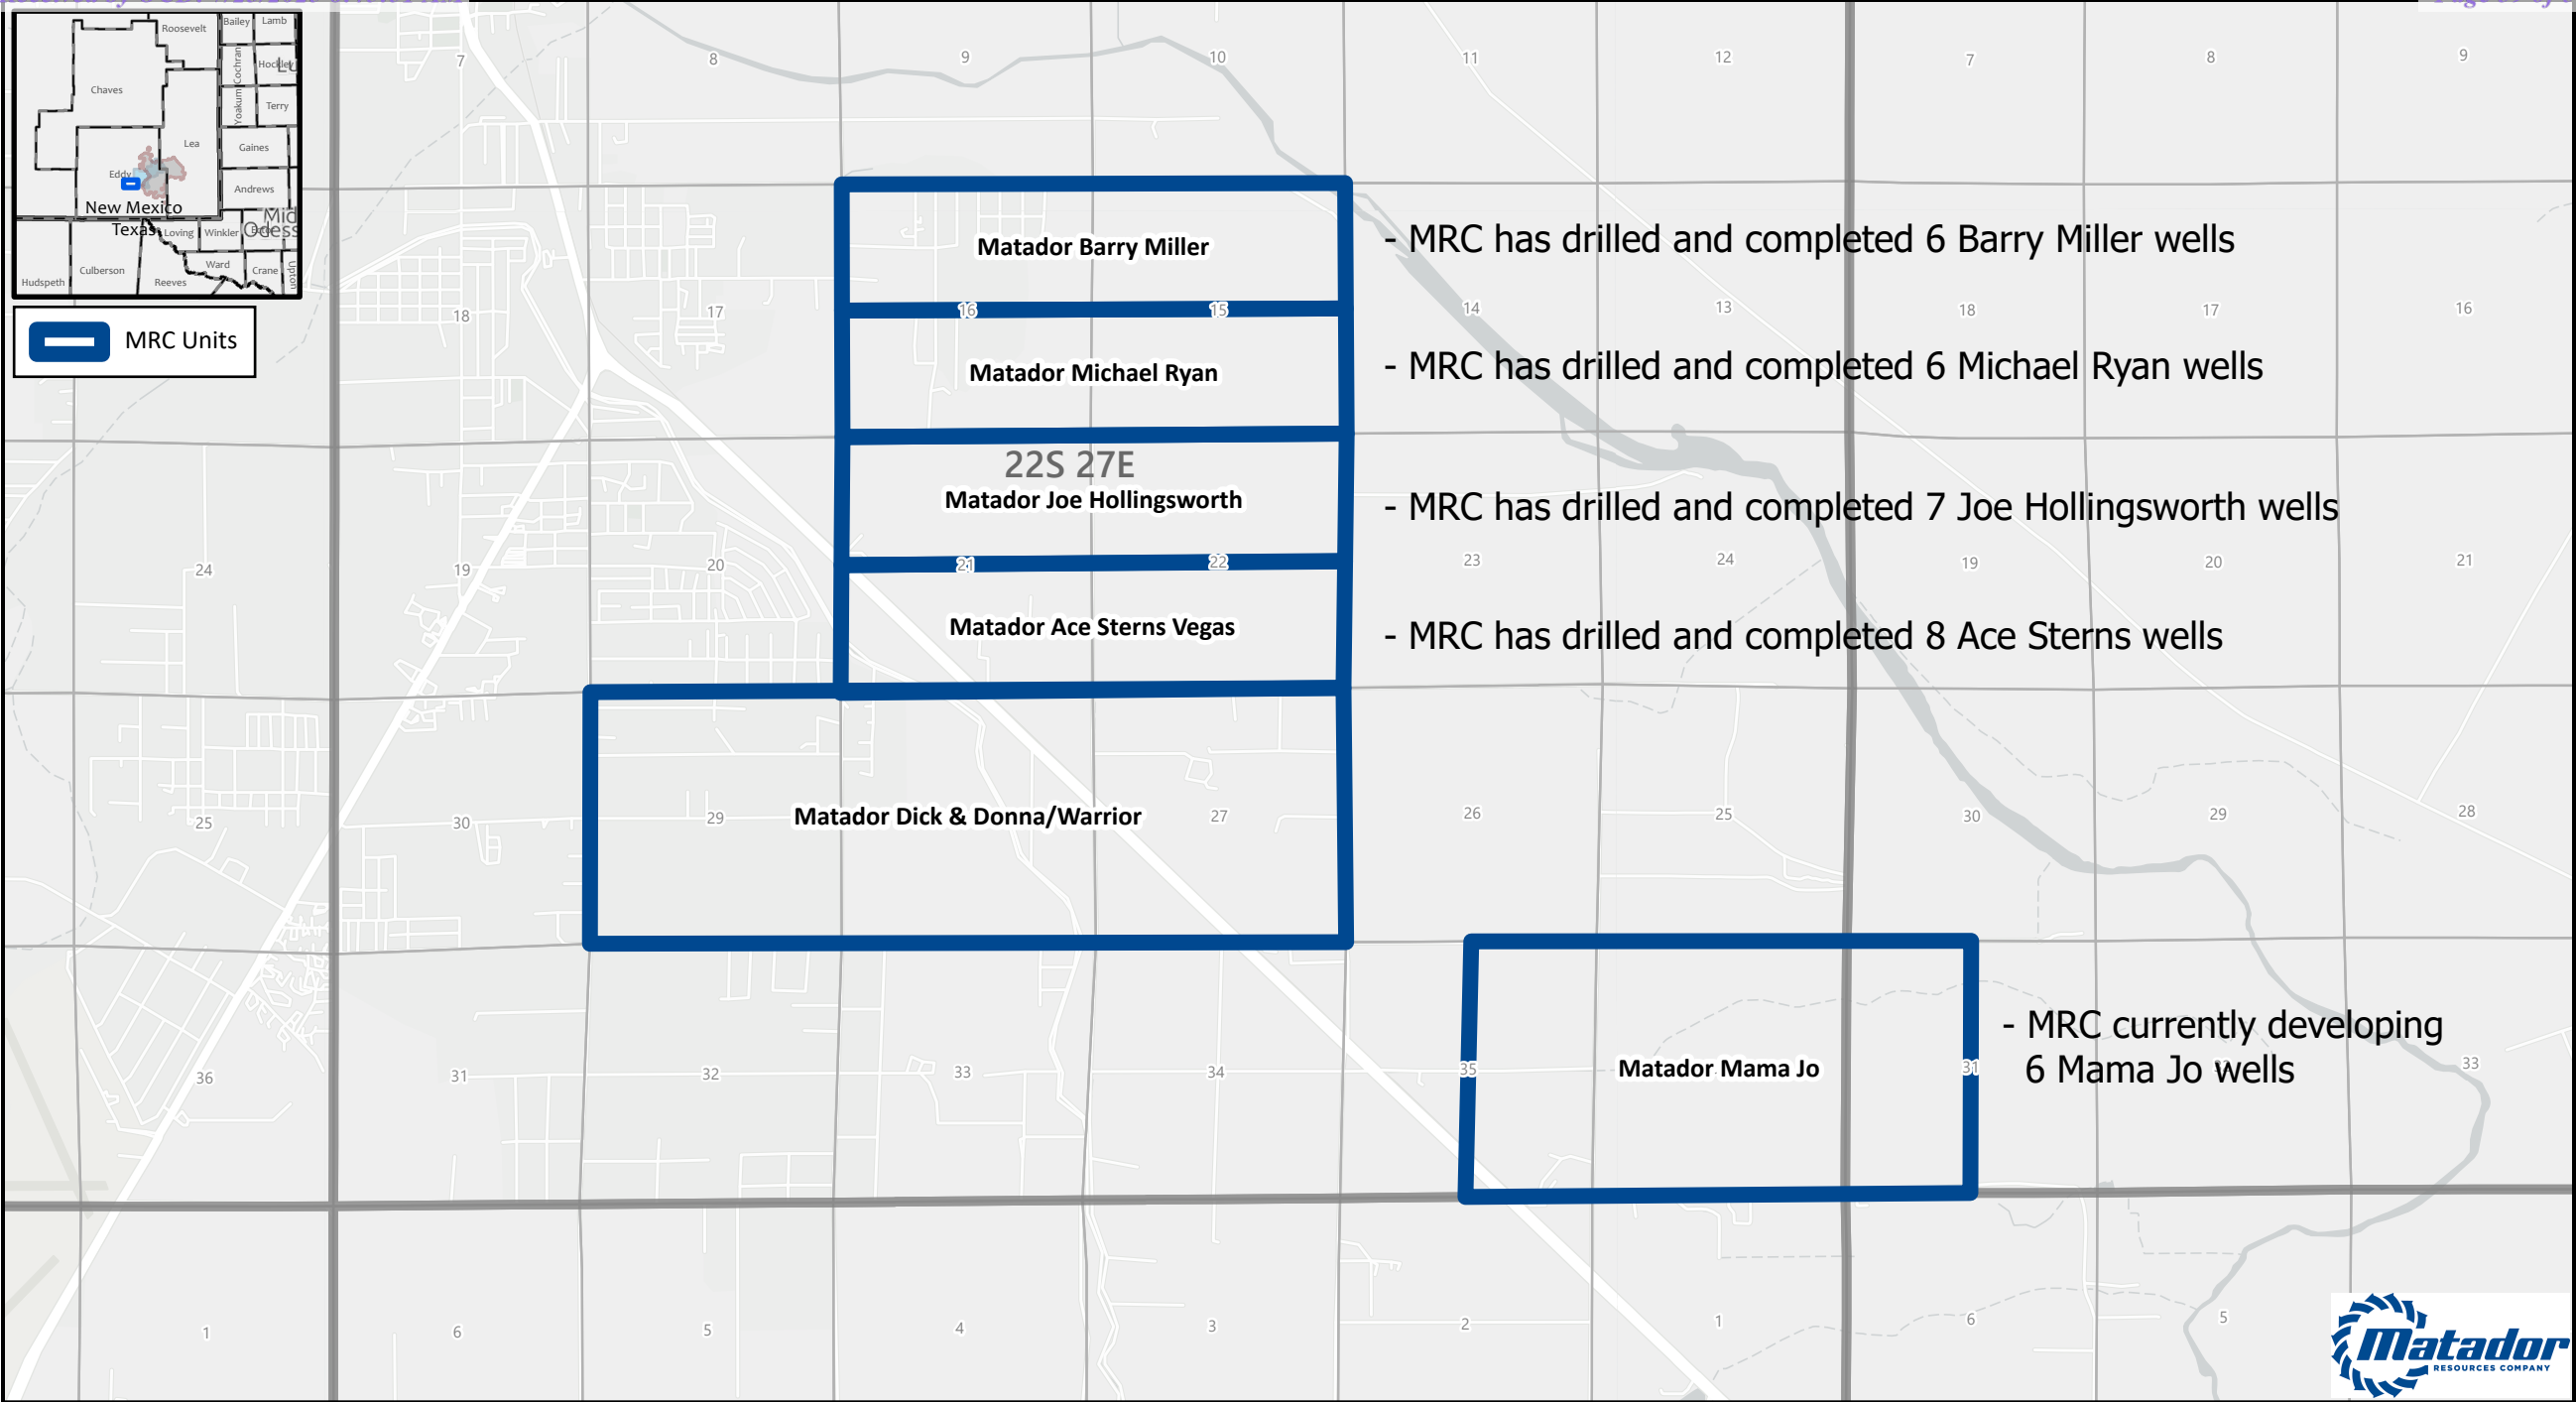 Roosevelt
Bailey
Lamb
Cochran
Hockley
Lu
Chaves
Yoakum
Terry
Lea
Gaines
Eddy
Andrews
New Mexico
Mid
Texas
Loving
Winkler
Odess
Culberson
Ward
Crane
Upton
Hudspeth
Reeves
MRC Units
7
8
9
10
11
12
7
8
9
Matador Barry Miller
- MRC has drilled and completed 6 Barry Miller wells
18
17
16
15
14
13
18
17
16
Matador Michael Ryan
- MRC has drilled and completed 6 Michael Ryan wells
22S 27E
Matador Joe Hollingsworth
- MRC has drilled and completed 7 Joe Hollingsworth wells
24
19
20
21
22
23
24
19
20
21
Matador Ace Sterns Vegas
- MRC has drilled and completed 8 Ace Sterns wells
25
30
29
Matador Dick & Donna/Warrior
27
26
25
30
29
28
- MRC currently developing
6 Mama Jo wells
36
31
32
33
34
35
Matador Mama Jo
31
33
1
6
5
4
3
2
1
6
5
Matador
RESOURCES COMPANY